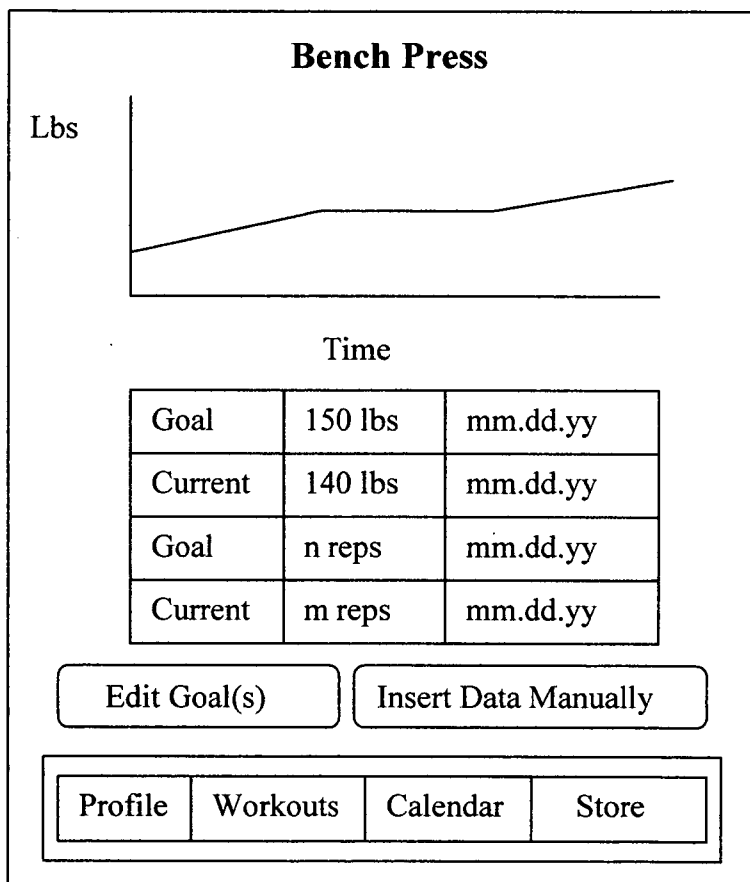 Bench Press
Lbs
Time
Goal 150 lbs mm.dd.yy
Current 140 lbs mm.dd.yy
Goal n reps mm.dd.yy
Current m reps mm.dd.yy
Edit Goal(s) Insert Data Manually
Profile Workouts Calendar Store